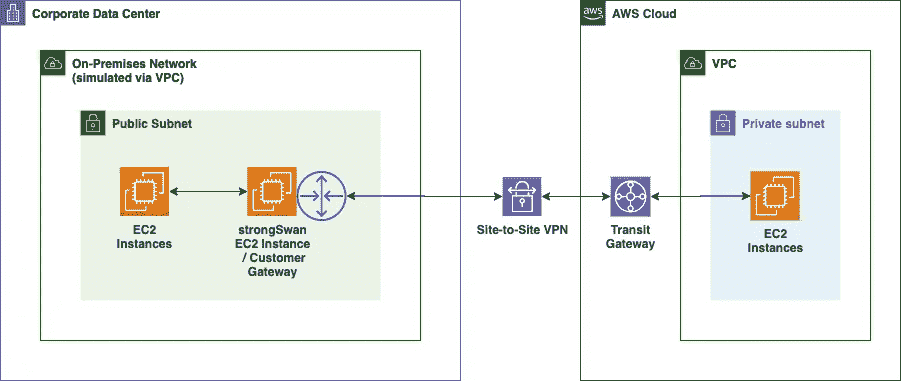 Corporate Data Center
aws
AWS Cloud
On-Premises Network
(simulated via VPC)
VPC
Public Subnet
Private subnet
EC2
Instances
strongSwan
EC2 Instance
/ Customer
Gateway
Site-to-Site VPN
Transit
Gateway
EC2
Instances